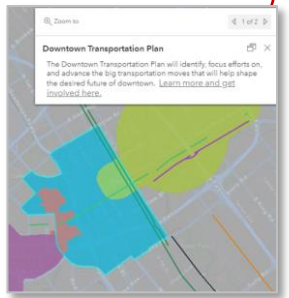 Zoom to
1 of 2
Downtown Transportation Plan
The Downtown Transportation Plan will identify, focus efforts on,
and advance the big transportation moves that will help shape
the desired future of downtown. Learn more and get
involved here.